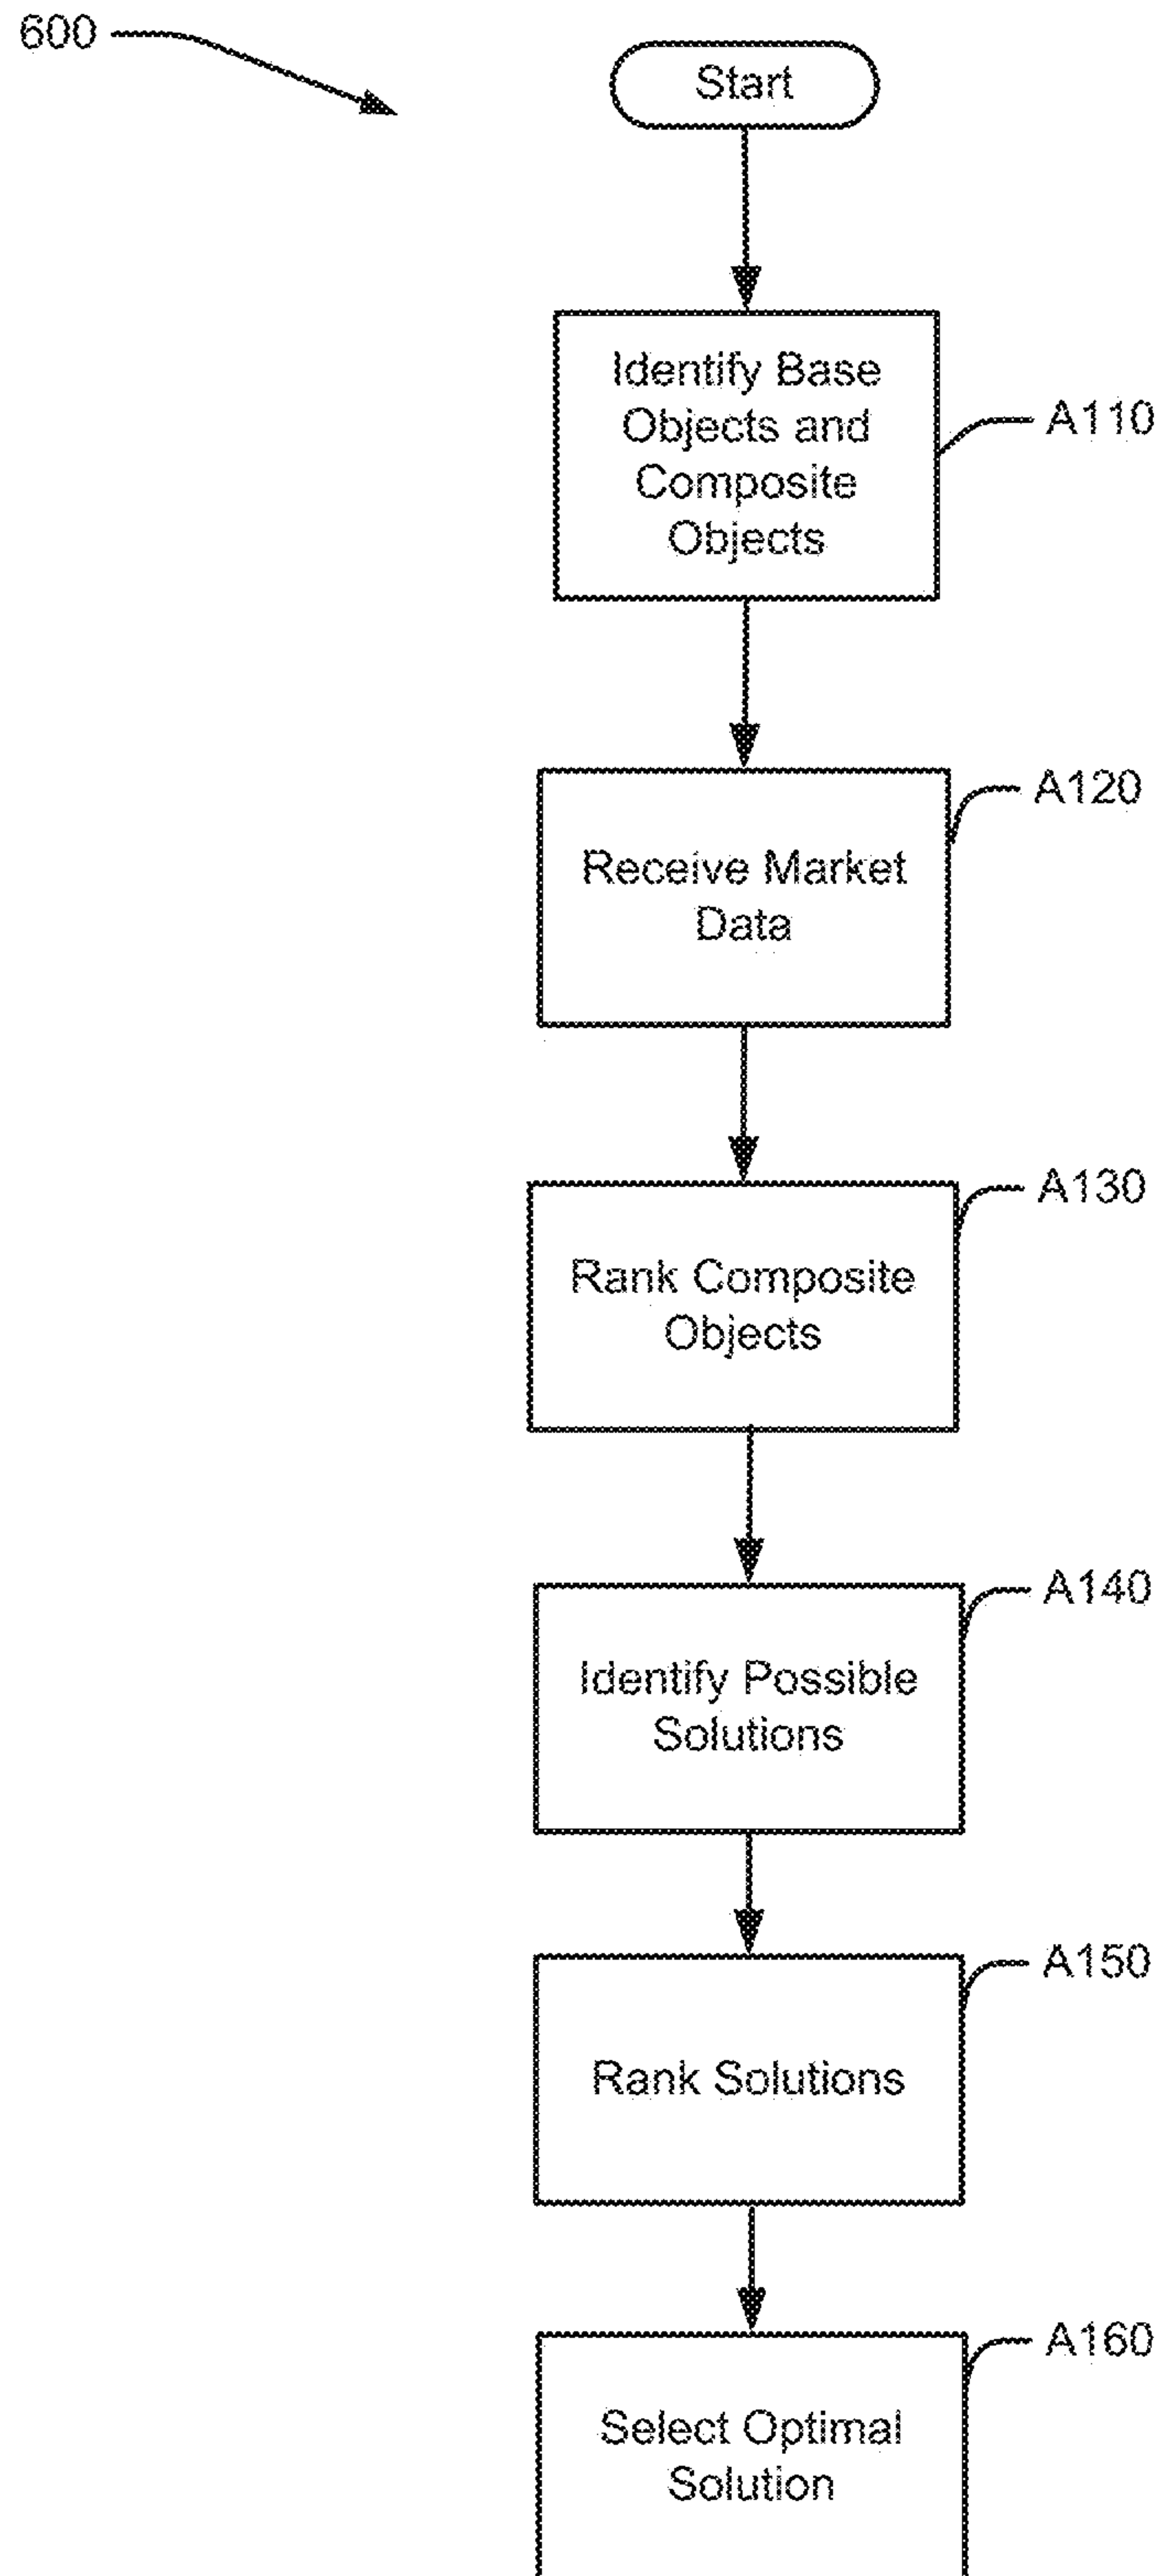 600
Start
Identify Base
Objects and
Composite
Objects
A110
A120
Receive Market
Data
A130
Rank Composite
Objects
A140
Identify Possible
Solutions
A150
Rank Solutions
A160
Select Optimal
Solution